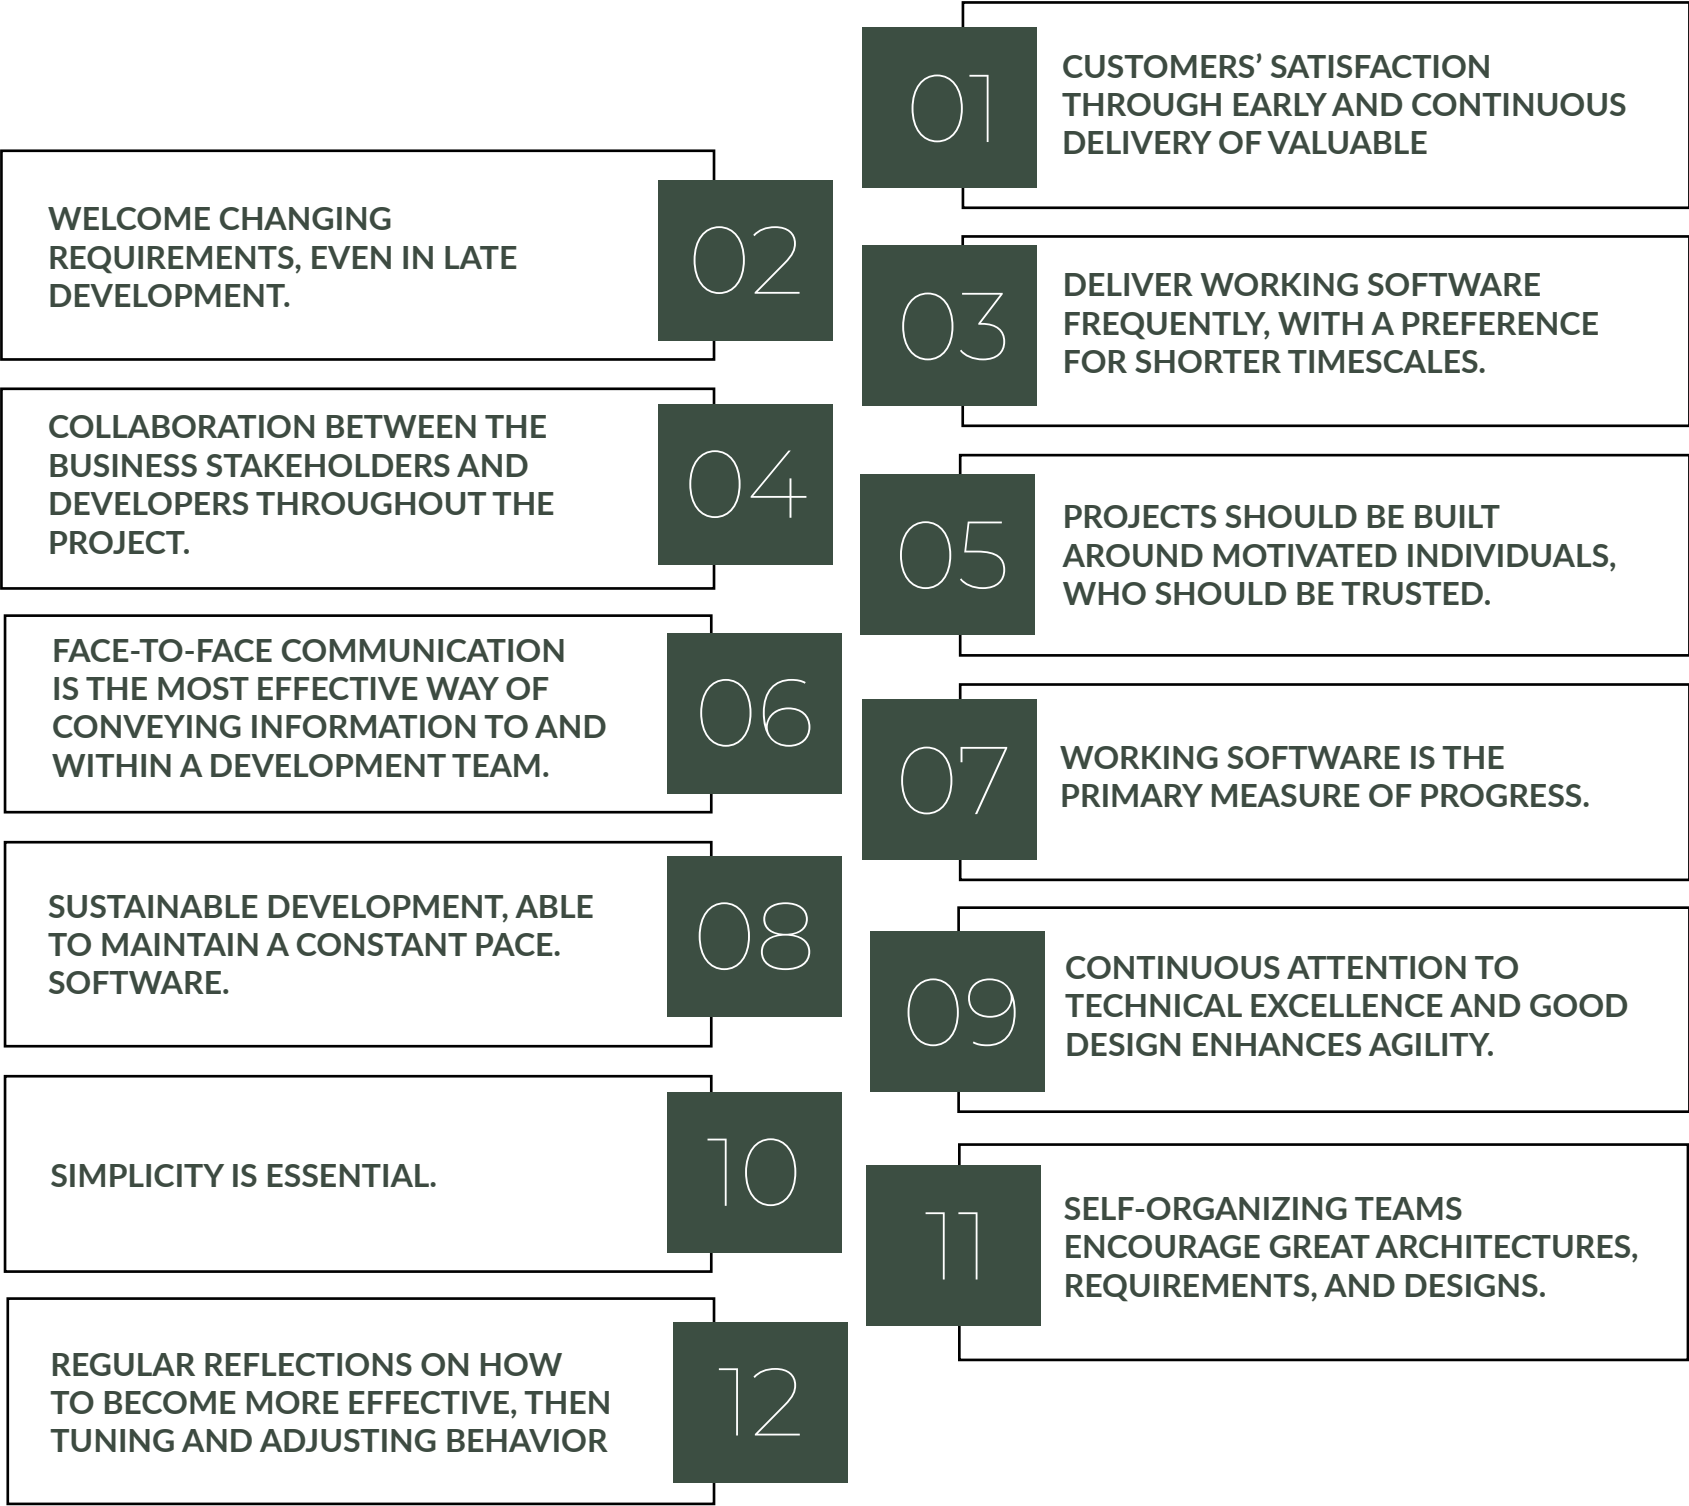 01
CUSTOMERS’ SATISFACTION
THROUGH EARLY AND CONTINUOUS
DELIVERY OF VALUABLE
02
WELCOME CHANGING
REQUIREMENTS, EVEN IN LATE
DEVELOPMENT.
03
DELIVER WORKING SOFTWARE
FREQUENTLY, WITH A PREFERENCE
FOR SHORTER TIMESCALES.
04
COLLABORATION BETWEEN THE
BUSINESS STAKEHOLDERS AND
DEVELOPERS THROUGHOUT THE
PROJECT.
05
PROJECTS SHOULD BE BUILT
AROUND MOTIVATED INDIVIDUALS,
WHO SHOULD BE TRUSTED.
06
FACE-TO-FACE COMMUNICATION
IS THE MOST EFFECTIVE WAY OF
CONVEYING INFORMATION TO AND
WITHIN A DEVELOPMENT TEAM.
07
WORKING SOFTWARE IS THE
PRIMARY MEASURE OF PROGRESS.
08
SUSTAINABLE DEVELOPMENT, ABLE
TO MAINTAIN A CONSTANT PACE.
SOFTWARE.
09
CONTINUOUS ATTENTION TO
TECHNICAL EXCELLENCE AND GOOD
DESIGN ENHANCES AGILITY.
10
SIMPLICITY IS ESSENTIAL.
11
SELF-ORGANIZING TEAMS
ENCOURAGE GREAT ARCHITECTURES,
REQUIREMENTS, AND DESIGNS.
12
REGULAR REFLECTIONS ON HOW
TO BECOME MORE EFFECTIVE, THEN
TUNING AND ADJUSTING BEHAVIOR